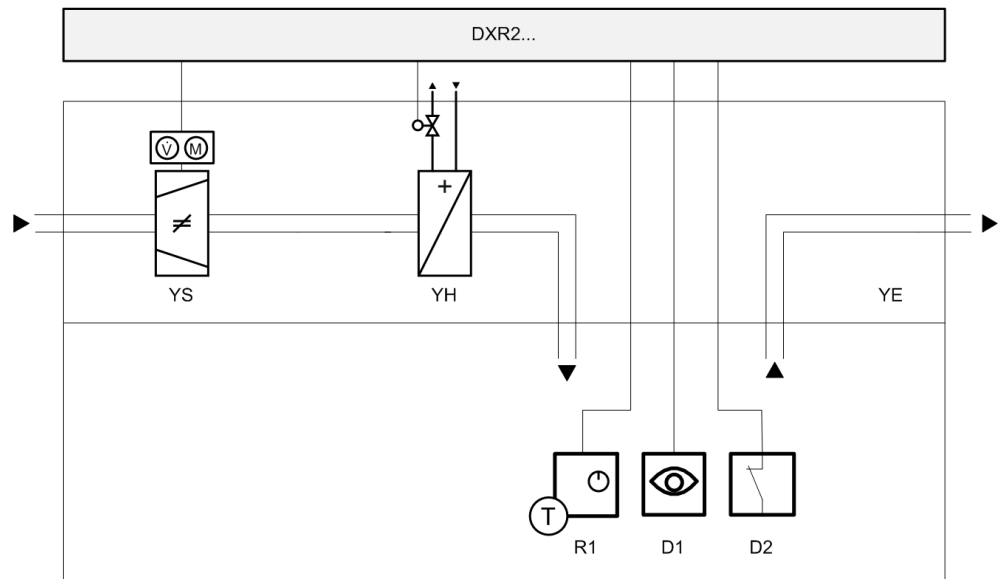 DXR2...
V̇ M
+
≠
YS YH YE
T
R1 D1 D2